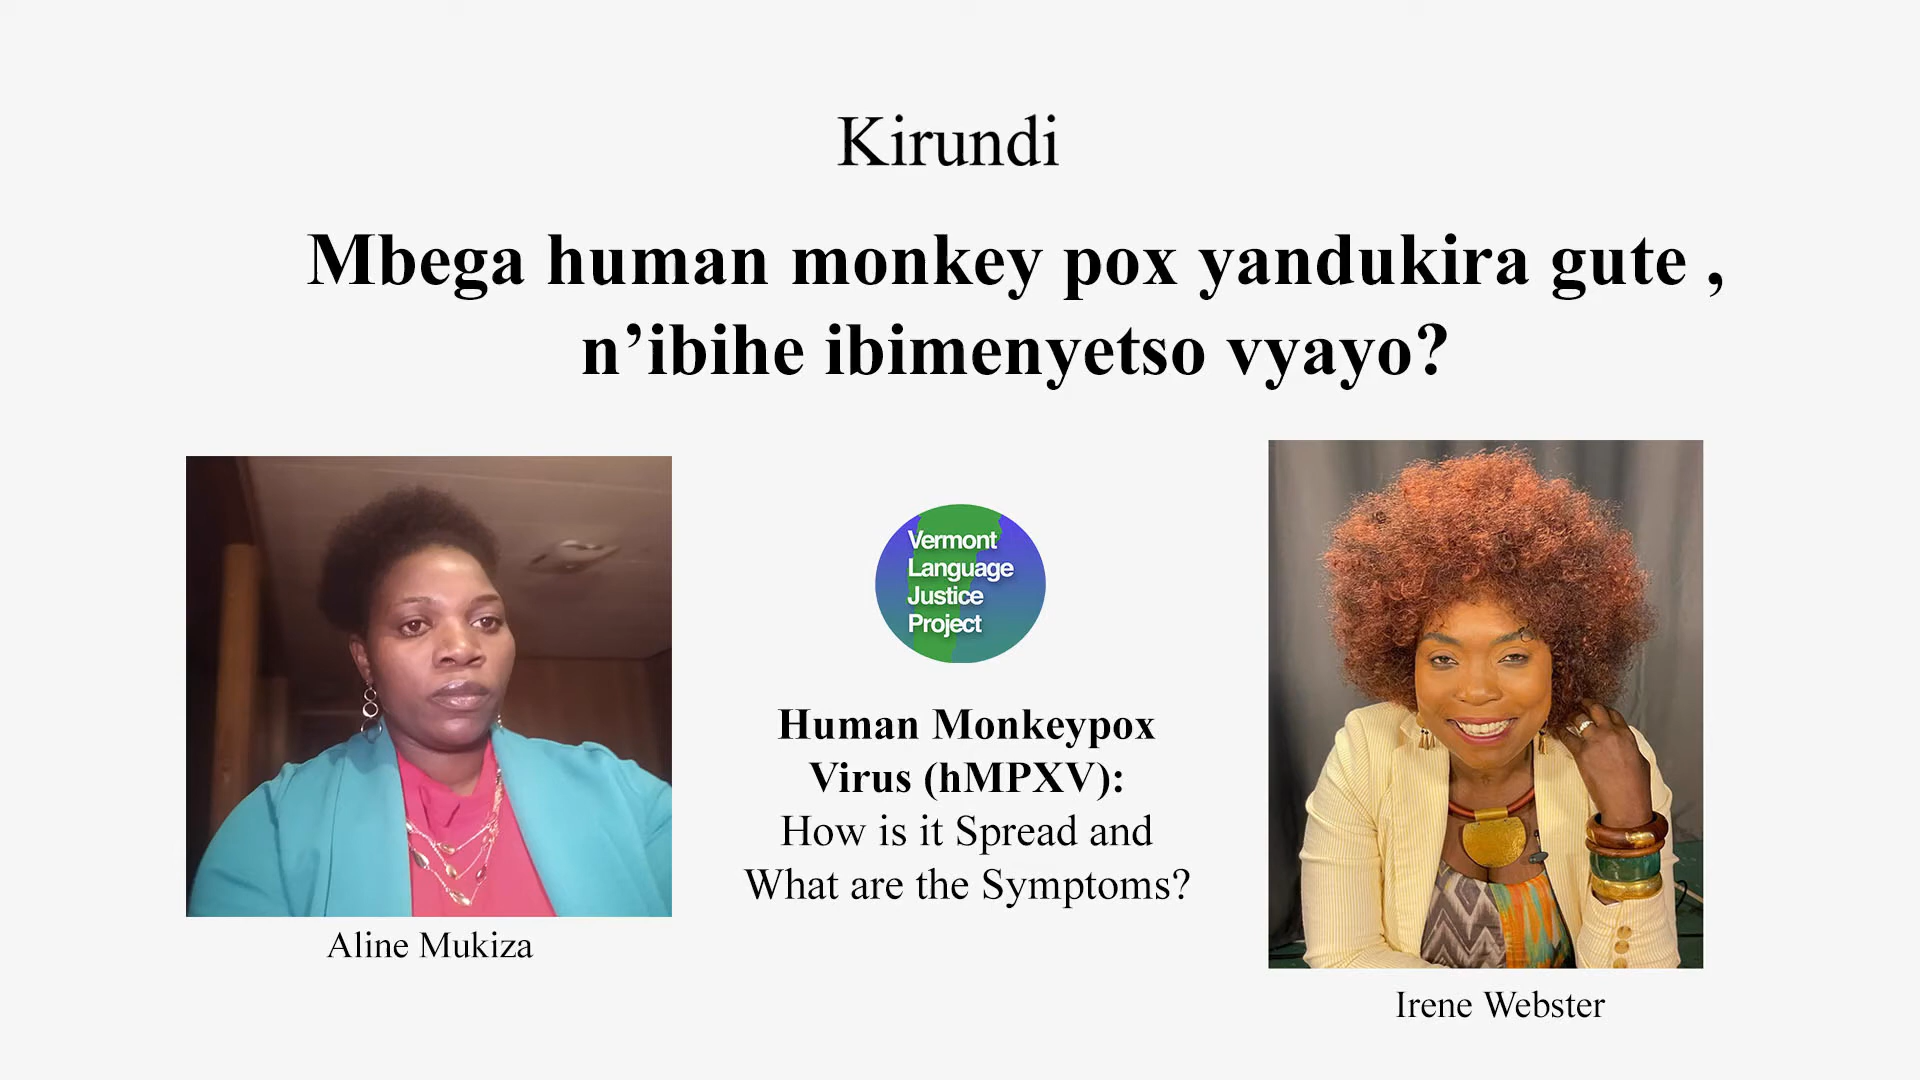 Kirundi
Mbega human monkey pox yandukira gute ,
n’ibihe ibimenyetso vyayo?
Vermont
Language
Justice
Project
Human Monkeypox
Virus (hMPXV):
How is it Spread and
What are the Symptoms?
Aline Mukiza
Irene Webster